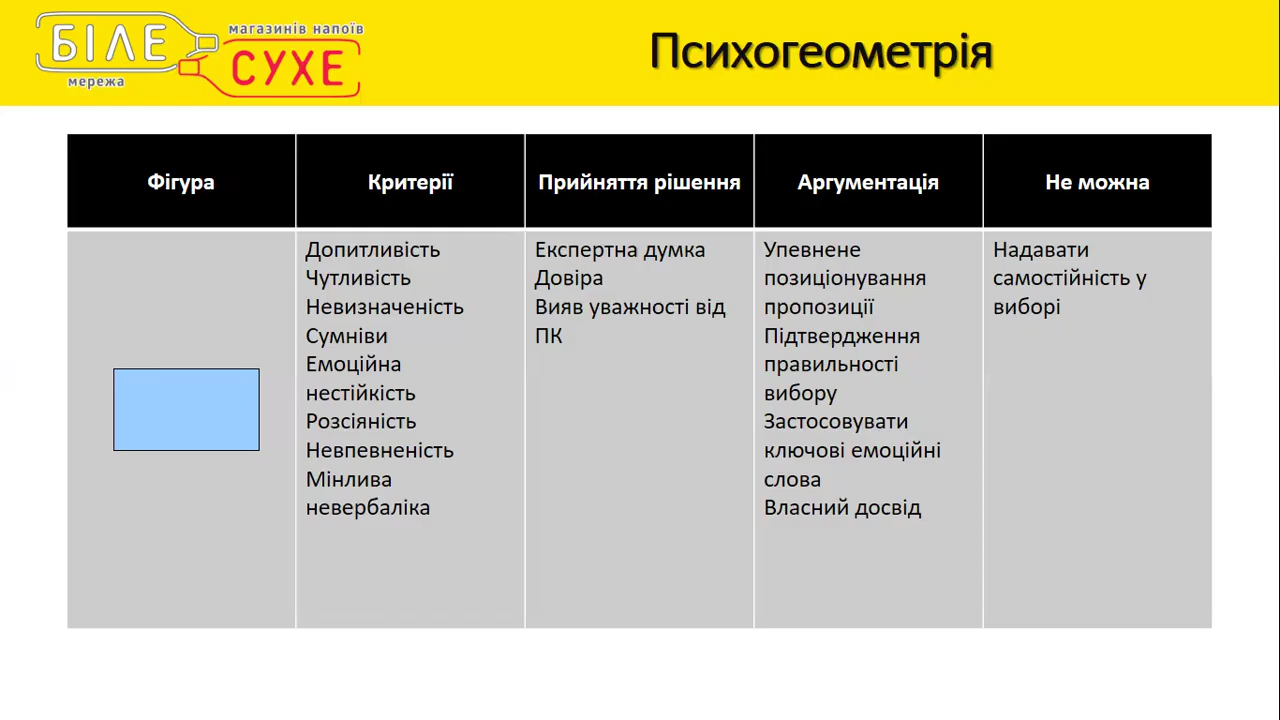 БІЛЕ
мережа
магазинів напоїв
СУХЕ
Психогеометрія
Фігура
Критерії
Прийняття рішення
Аргументація
Не можна
Допитливість
Чутливість
Невизначеність
Сумніви
Емоційна
нестійкість
Розсіяність
Невпевненість
Мінлива
невербаліка
Експертна думка
Довіра
Вияв уважності від
ПК
Упевнене
позиціонування
пропозиції
Підтвердження
правильності
вибору
Застосовувати
ключові емоційні
слова
Власний досвід
Надавати
самостійність у
виборі